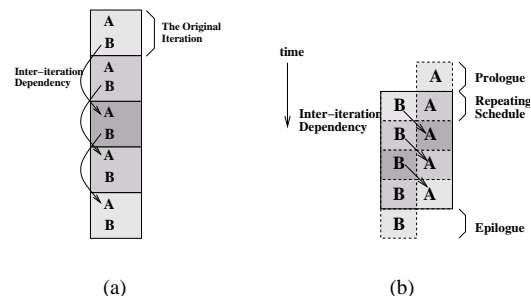 A
B
The Original
Iteration
A
B
Inter-iteration
Dependency
A
B
A
B
A
B
(a)
time
A
Prologue
B A
Repeating
Schedule
Inter-iteration
Dependency
B A
B A
B A
B
Epilogue
(b)